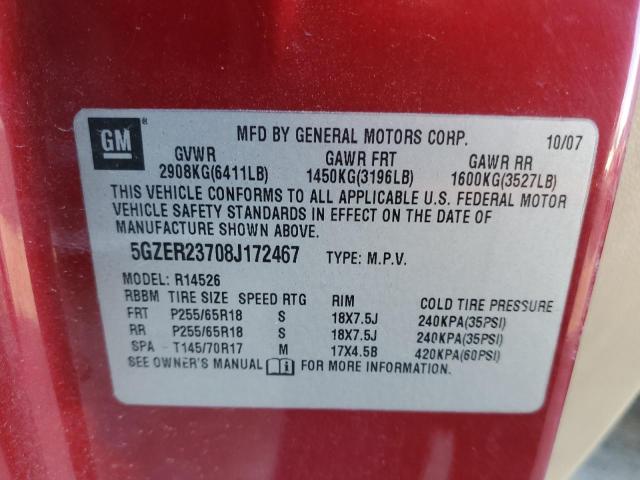 GM ® MFD BY GENERAL MOTORS CORP. 10/07
GVWR GAWR FRT GAWR RR
2908KG(6411LB) 1450KG(3196LB) 1600KG(3527LB)
THIS VEHICLE CONFORMS TO ALL APPLICABLE U.S. FEDERAL MOTOR
VEHICLE SAFETY STANDARDS IN EFFECT ON THE DATE OF
MANUFACTURE SHOWN ABOVE.
5GZER23708J172467 TYPE: M.P.V.
MODEL: R14526
RBBM TIRE SIZE SPEED RTG RIM COLD TIRE PRESSURE
FRT P255/65R18 S 18X7.5J 240KPA(35PSI)
RR P255/65R18 S 18X7.5J 240KPA(35PSI)
SPA T145/70R17 M 17X4.5B 420KPA(60PSI)
SEE OWNER'S MANUAL FOR MORE INFORMATION.